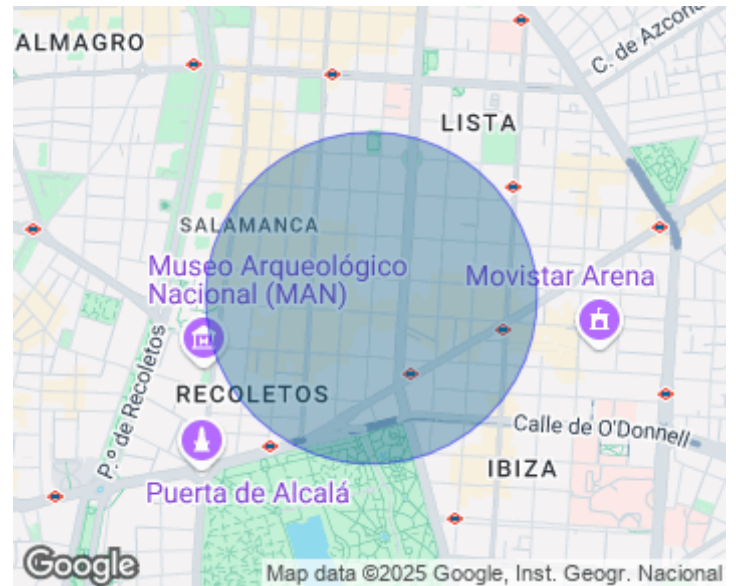 ALMAGRO
C. de Azcona
LISTA
SALAMANCA
Museo Arqueológico
Nacional (MAN)
Movistar Arena
P.º de Recoletos
RECOLETOS
Calle de O'Donnell
IBIZA
Puerta de Alcalá
Google
Map data ©2025 Google, Inst. Geogr. Nacional